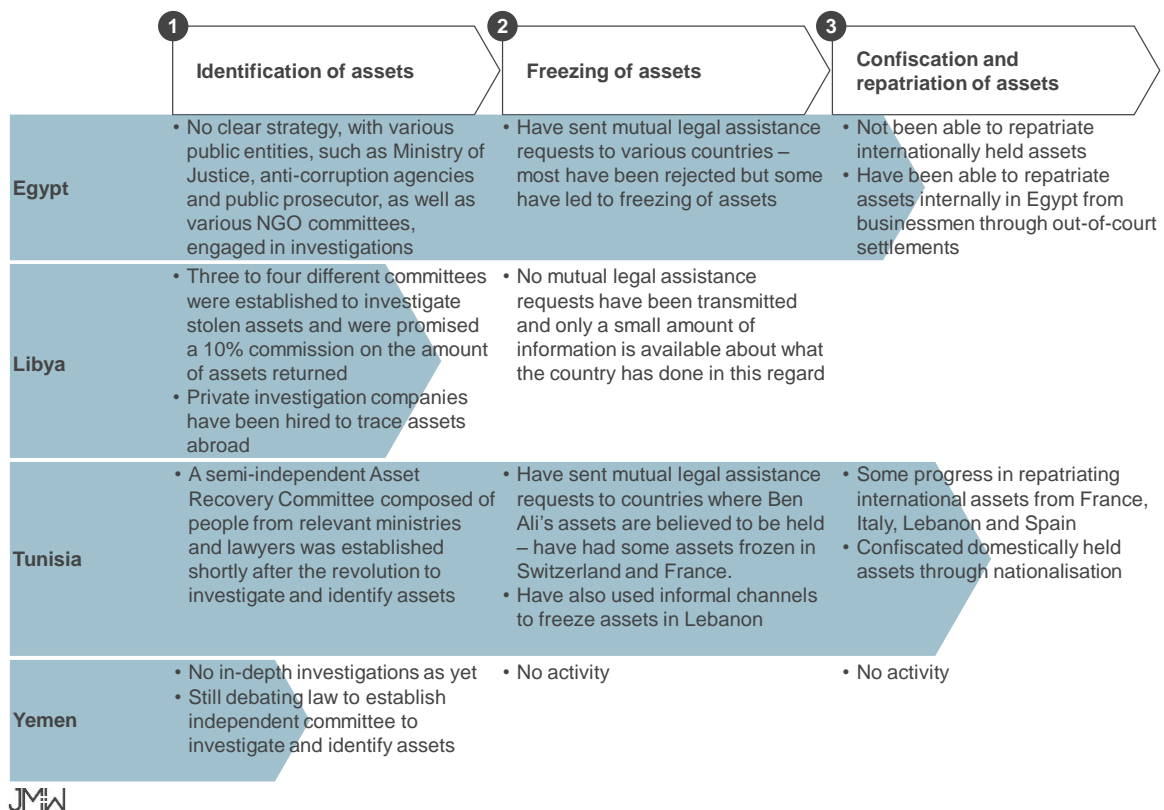 1
Identification of assets
2
Freezing of assets
3
Confiscation and
repatriation of assets
Egypt
• No clear strategy, with various
public entities, such as Ministry of
Justice, anti-corruption agencies
and public prosecutor, as well as
various NGO committees,
engaged in investigations
• Have sent mutual legal assistance
requests to various countries –
most have been rejected but some
have led to freezing of assets
• Not been able to repatriate
internationally held assets
• Have been able to repatriate
assets internally in Egypt from
businessmen through out-of-court
settlements
Libya
• Three to four different committees
were established to investigate
stolen assets and were promised
a 10% commission on the amount
of assets returned
• Private investigation companies
have been hired to trace assets
abroad
• No mutual legal assistance
requests have been transmitted
and only a small amount of
information is available about what
the country has done in this regard
Tunisia
• A semi-independent Asset
Recovery Committee composed of
people from relevant ministries
and lawyers was established
shortly after the revolution to
investigate and identify assets
• Have sent mutual legal assistance
requests to countries where Ben
Ali’s assets are believed to be held
– have had some assets frozen in
Switzerland and France.
• Have also used informal channels
to freeze assets in Lebanon
• Some progress in repatriating
international assets from France,
Italy, Lebanon and Spain
• Confiscated domestically held
assets through nationalisation
Yemen
• No in-depth investigations as yet
• Still debating law to establish
independent committee to
investigate and identify assets
• No activity
• No activity